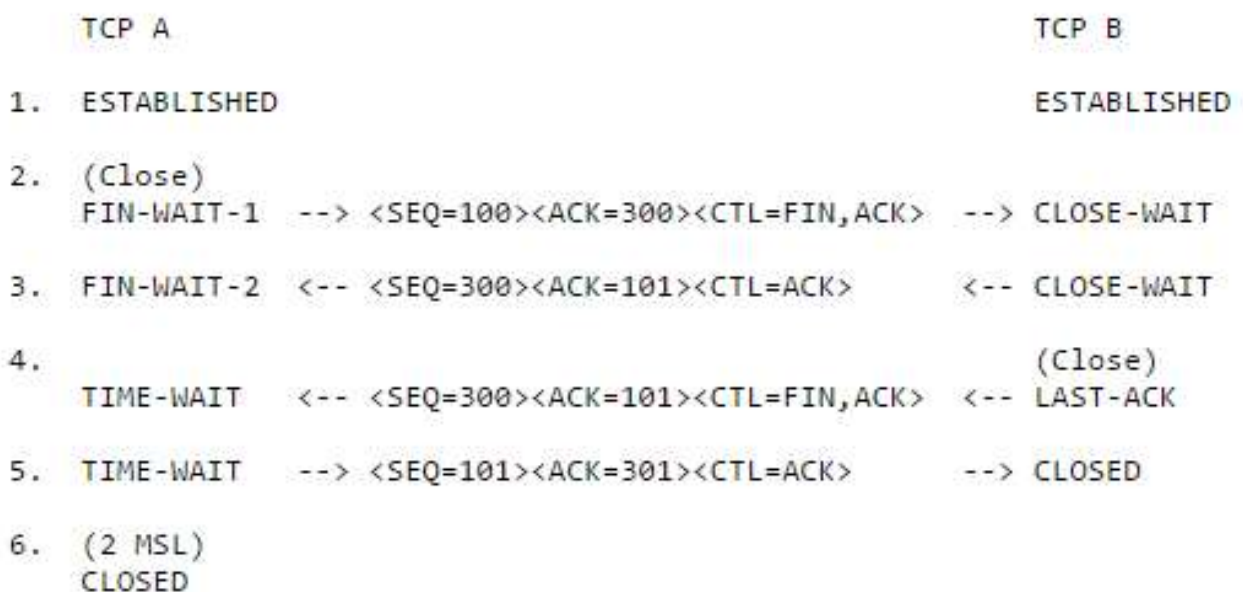 TCP A                                                TCP B
1.  ESTABLISHED                                          ESTABLISHED
2.  (Close)
FIN-WAIT-1  --> <SEQ=100><ACK=300><CTL=FIN,ACK>  --> CLOSE-WAIT
3.  FIN-WAIT-2  <-- <SEQ=300><ACK=101><CTL=ACK>      <-- CLOSE-WAIT
4.                                                       (Close)
TIME-WAIT   <-- <SEQ=300><ACK=101><CTL=FIN,ACK>  <-- LAST-ACK
5.  TIME-WAIT   --> <SEQ=101><ACK=301><CTL=ACK>      --> CLOSED
6.  (2 MSL)
CLOSED